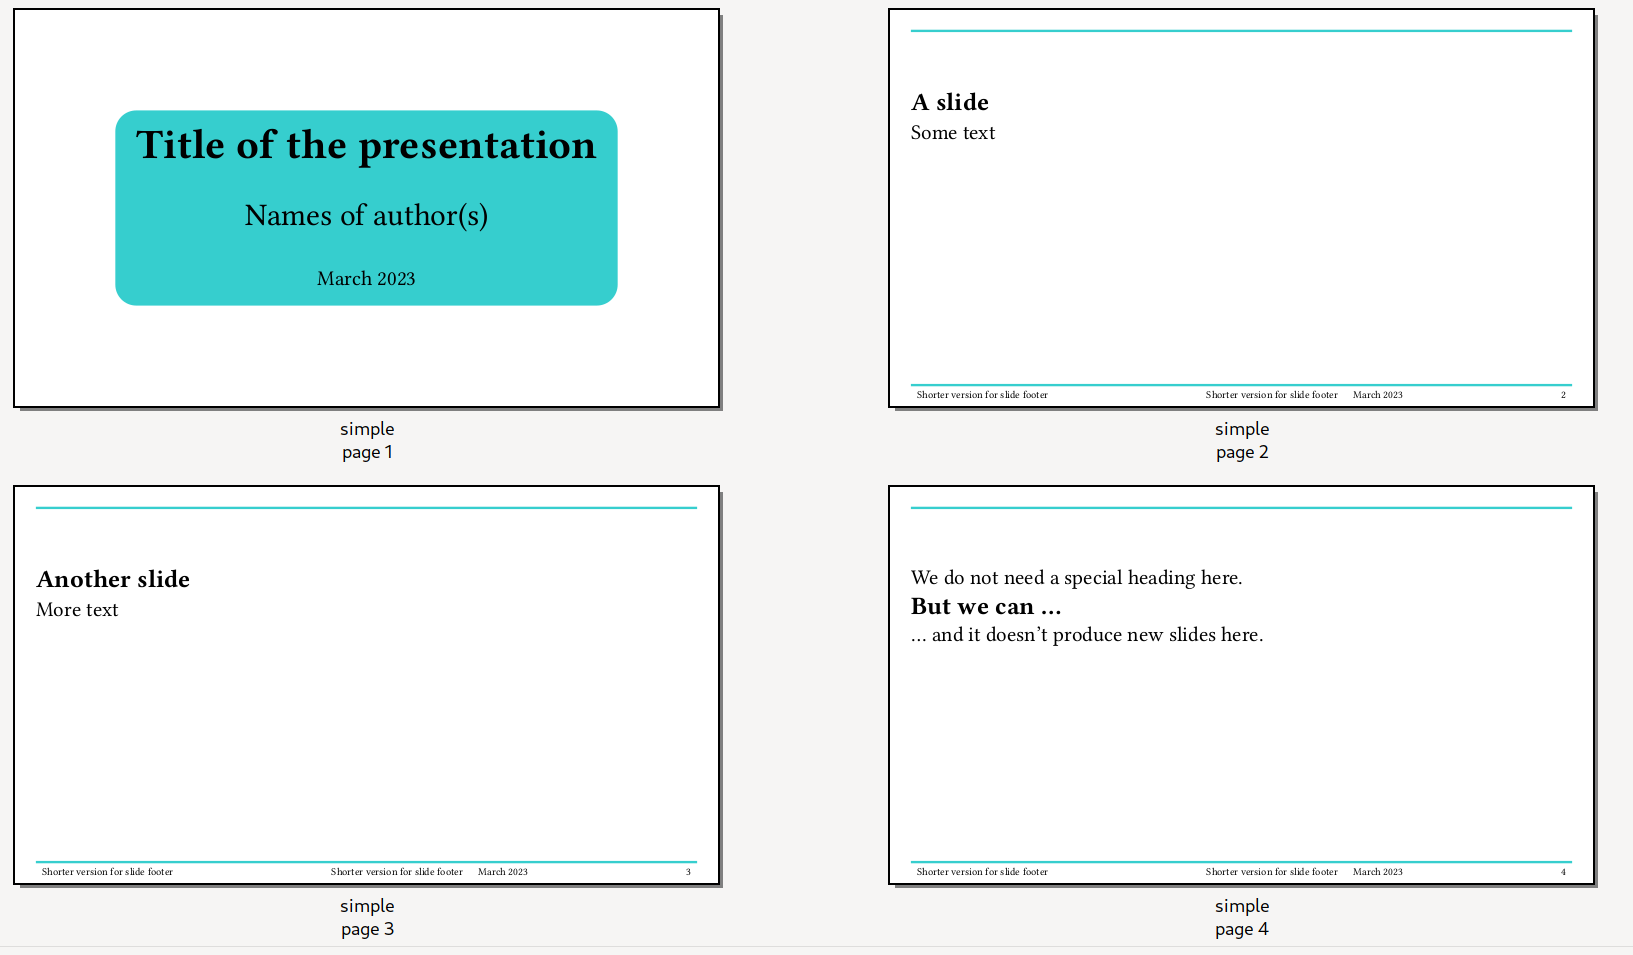 Title of the presentation
Names of author(s)
March 2023
simple
page 1
A slide
Some text
Shorter version for slide footer Shorter version for slide footer March 2023 2
simple
page 2
Another slide
More text
Shorter version for slide footer Shorter version for slide footer March 2023 3
simple
page 3
We do not need a special heading here.
But we can …
… and it doesn’t produce new slides here.
Shorter version for slide footer Shorter version for slide footer March 2023 4
simple
page 4